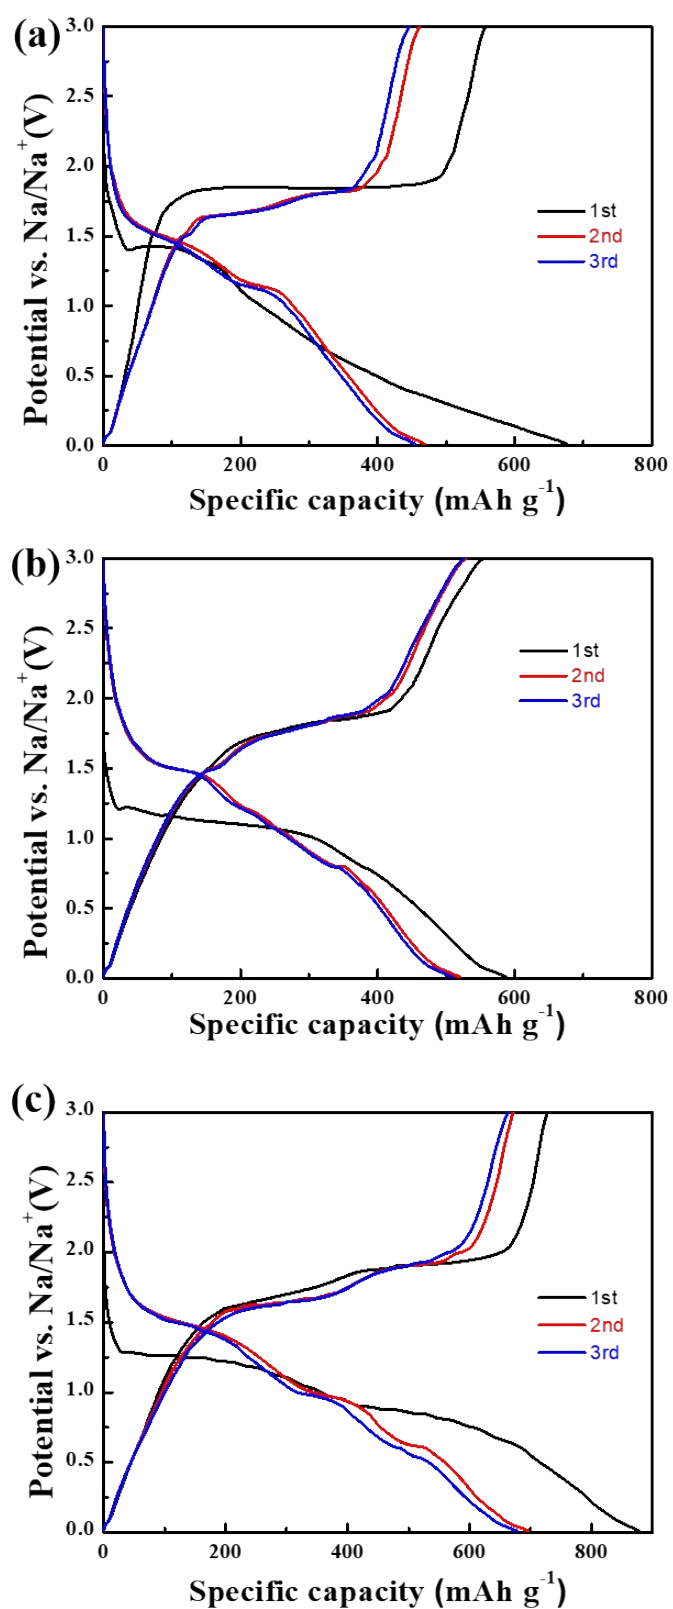 (a)
Potential vs. Na/Na⁺(V)
3.0
2.5
2.0
1.5
1.0
0.5
0.0
1st
2nd
3rd
0 200 400 600 800
Specific capacity (mAh g⁻¹)
(b)
Potential vs. Na/Na⁺(V)
3.0
2.5
2.0
1.5
1.0
0.5
0.0
1st
2nd
3rd
0 200 400 600 800
Specific capacity (mAh g⁻¹)
(c)
Potential vs. Na/Na⁺(V)
3.0
2.5
2.0
1.5
1.0
0.5
0.0
1st
2nd
3rd
0 200 400 600 800
Specific capacity (mAh g⁻¹)